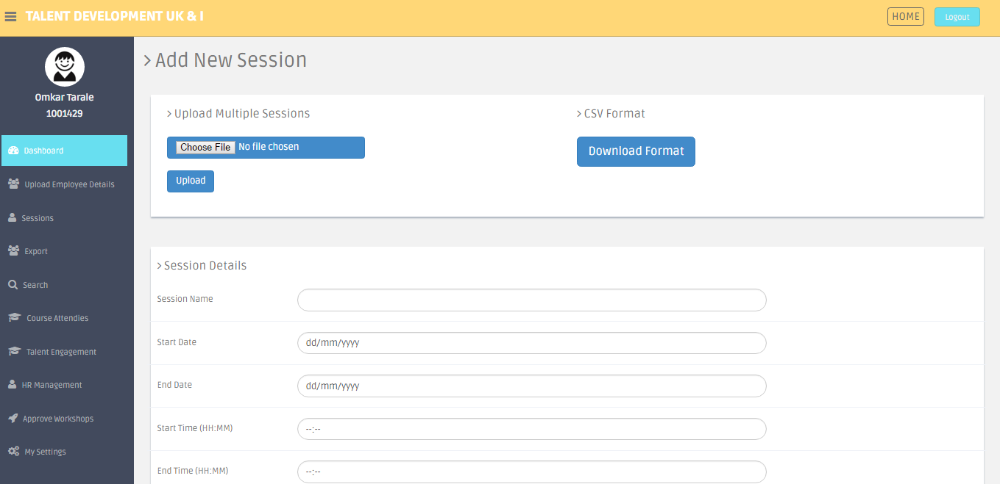 TALENT DEVELOPMENT UK & I
HOME
Logout
Omkar Tarale
1001429
Dashboard
Upload Employee Details
Sessions
Export
Search
Course Attendies
Talent Engagement
HR Management
Approve Workshops
My Settings
Add New Session
Upload Multiple Sessions
Choose File No file chosen
Upload
CSV Format
Download Format
Session Details
Session Name
Start Date
dd/mm/yyyy
End Date
dd/mm/yyyy
Start Time (HH:MM)
--:--
End Time (HH:MM)
--:--